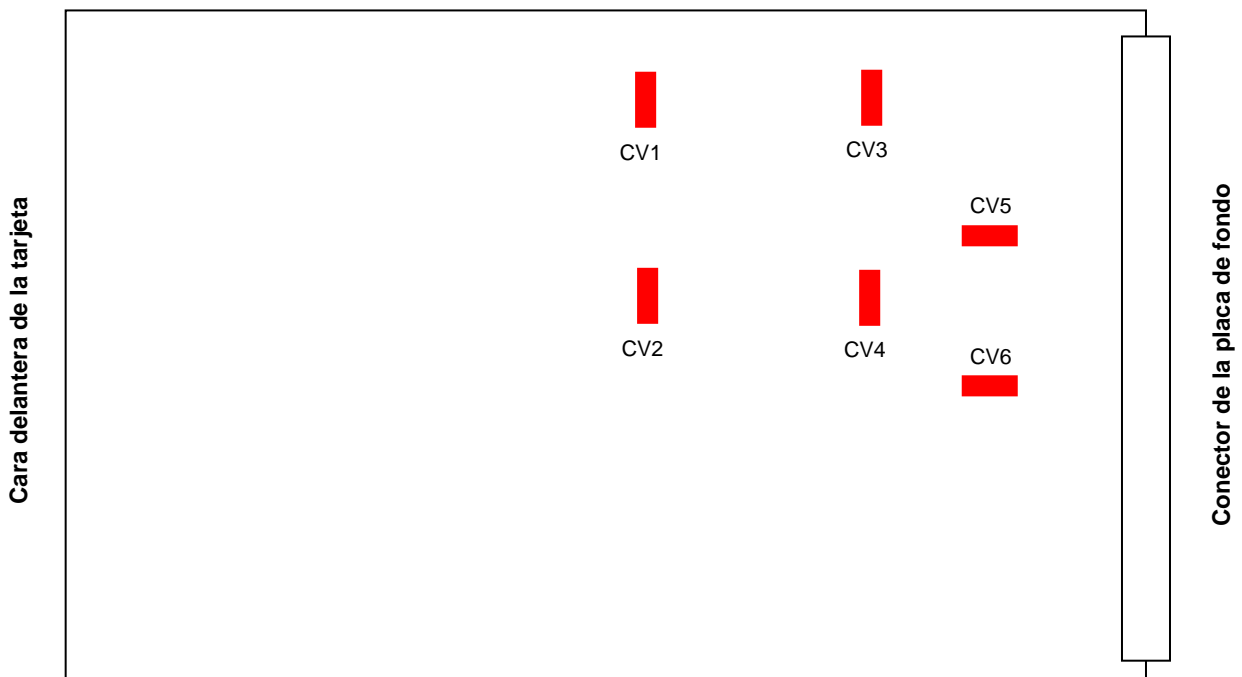 Cara delantera de la tarjeta
CV1
CV3
CV5
CV2
CV4
CV6
Conector de la placa de fondo